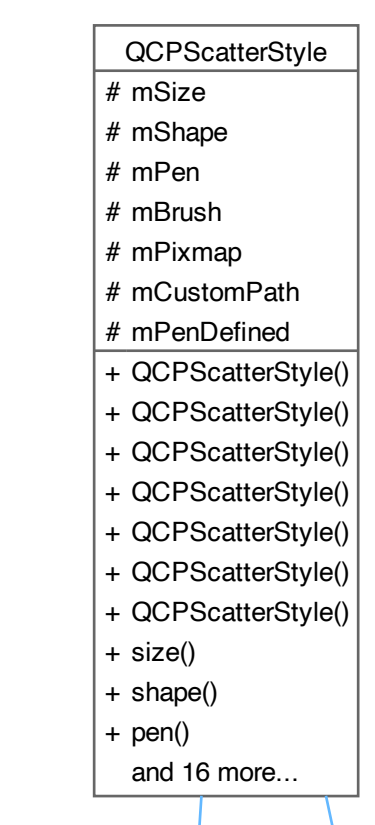 QCPScatterStyle
# mSize
# mShape
# mPen
# mBrush
# mPixmap
# mCustomPath
# mPenDefined
+ QCPScatterStyle()
+ QCPScatterStyle()
+ QCPScatterStyle()
+ QCPScatterStyle()
+ QCPScatterStyle()
+ QCPScatterStyle()
+ QCPScatterStyle()
+ size()
+ shape()
+ pen()
and 16 more...